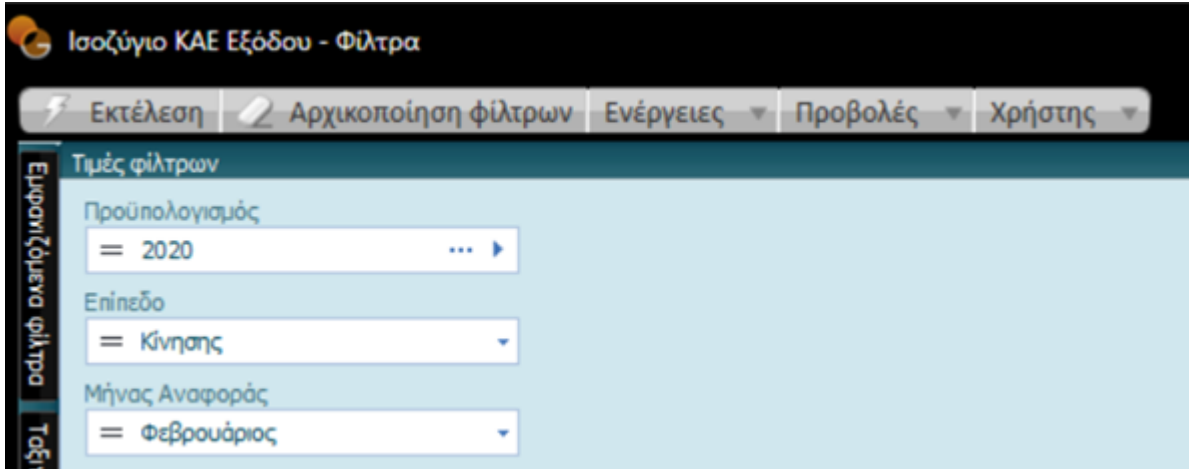 Ισοζύγιο ΚΑΕ Εξόδου - Φίλτρα
Εκτέλεση Αρχικοποίηση φίλτρων Ενέργειες Προβολές Χρήστης
Εμφανιζόμενα φίλτρα
Τιμές φίλτρων
Προϋπολογισμός
= 2020 ...
Επίπεδο
= Κίνησης
Μήνας Αναφοράς
= Φεβρουάριος